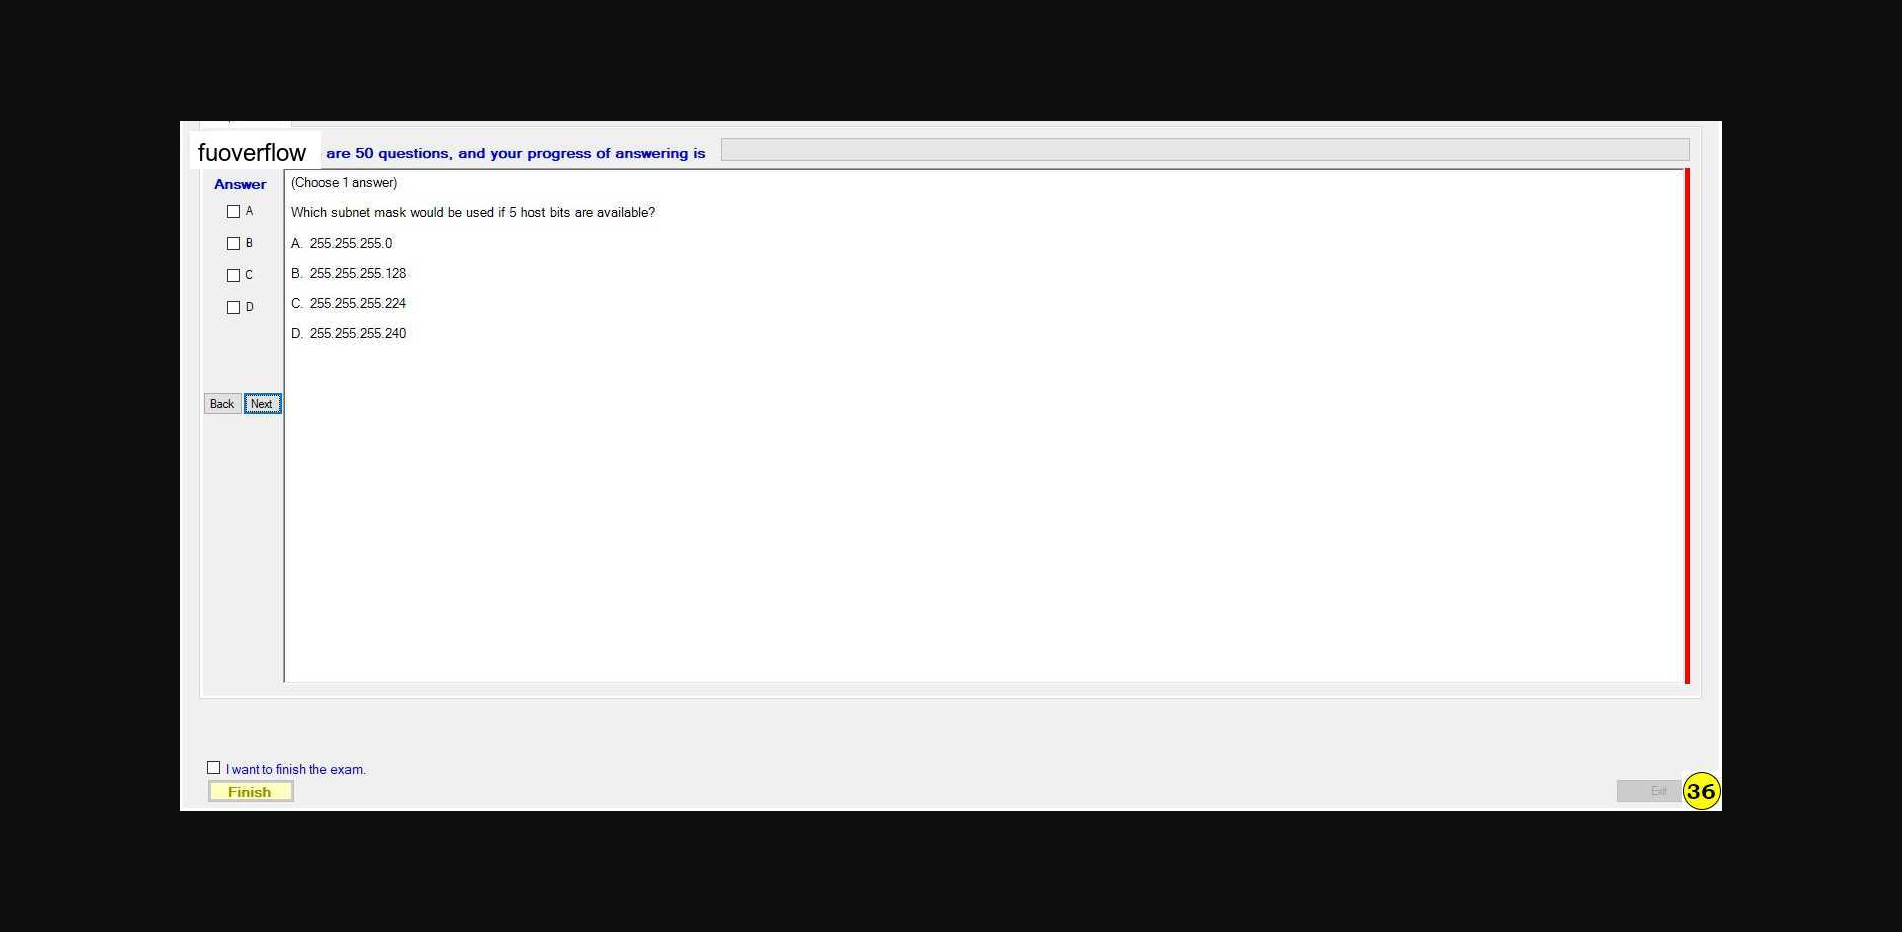 fuoverflow are 50 questions, and your progress of answering is
Answer
(Choose 1 answer)
A
Which subnet mask would be used if 5 host bits are available?
B
A. 255.255.255.0
C
B. 255.255.255.128
D
C. 255.255.255.224
D. 255.255.255.240
Back Next
I want to finish the exam.
Finish
Exit
36